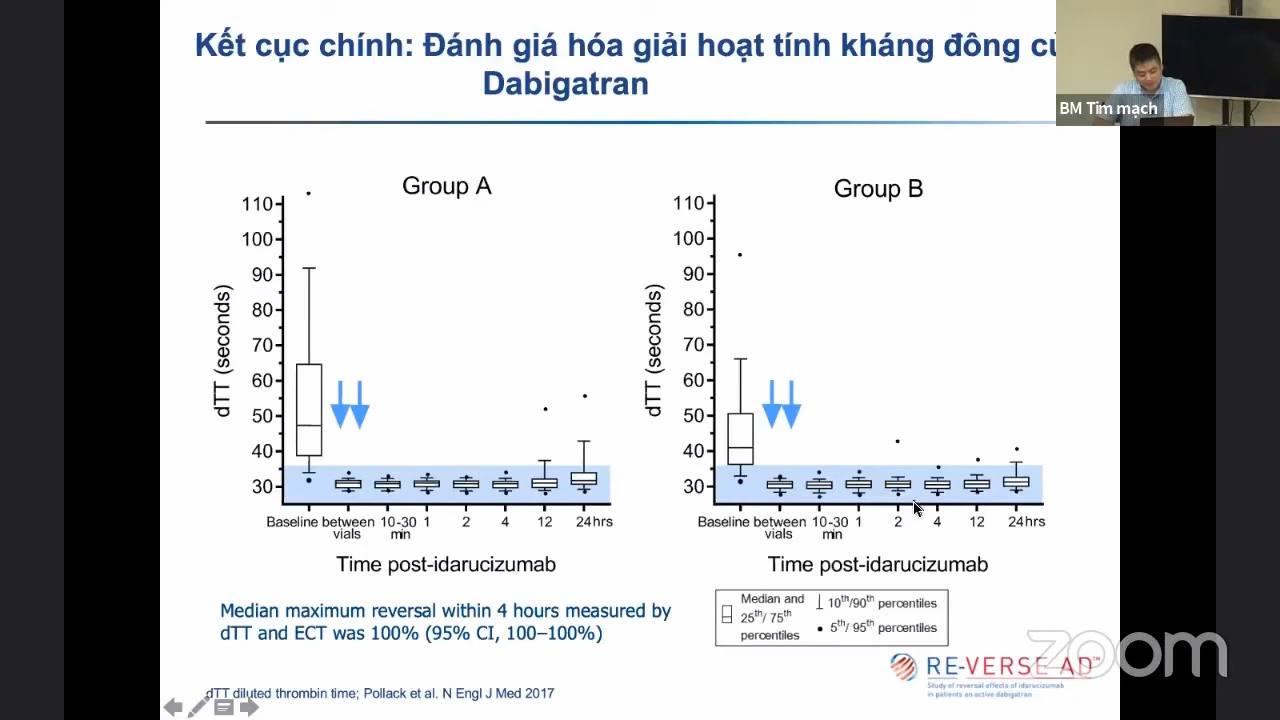 Kết cục chính: Đánh giá hóa giải hoạt tính kháng đông củ
Dabigatran
BM Tim mạch
Group A
dTT (seconds)
110
100
90
80
70
60
50
40
30
Baseline between vials 10-30 min 1 2 4 12 24hrs
Time post-idarucizumab
Group B
dTT (seconds)
110
100
90
80
70
60
50
40
30
Baseline between vials 10-30 min 1 2 4 12 24hrs
Time post-idarucizumab
Median maximum reversal within 4 hours measured by
dTT and ECT was 100% (95% CI, 100–100%)
Median and
25th/ 75th
percentiles
10th/90th percentiles
5th/ 95th percentiles
RE-VERSE AD™
Study of reversal effects of idarucizumab
in patients on active dabigatran
zoom
dTT diluted thrombin time; Pollack et al. N Engl J Med 2017